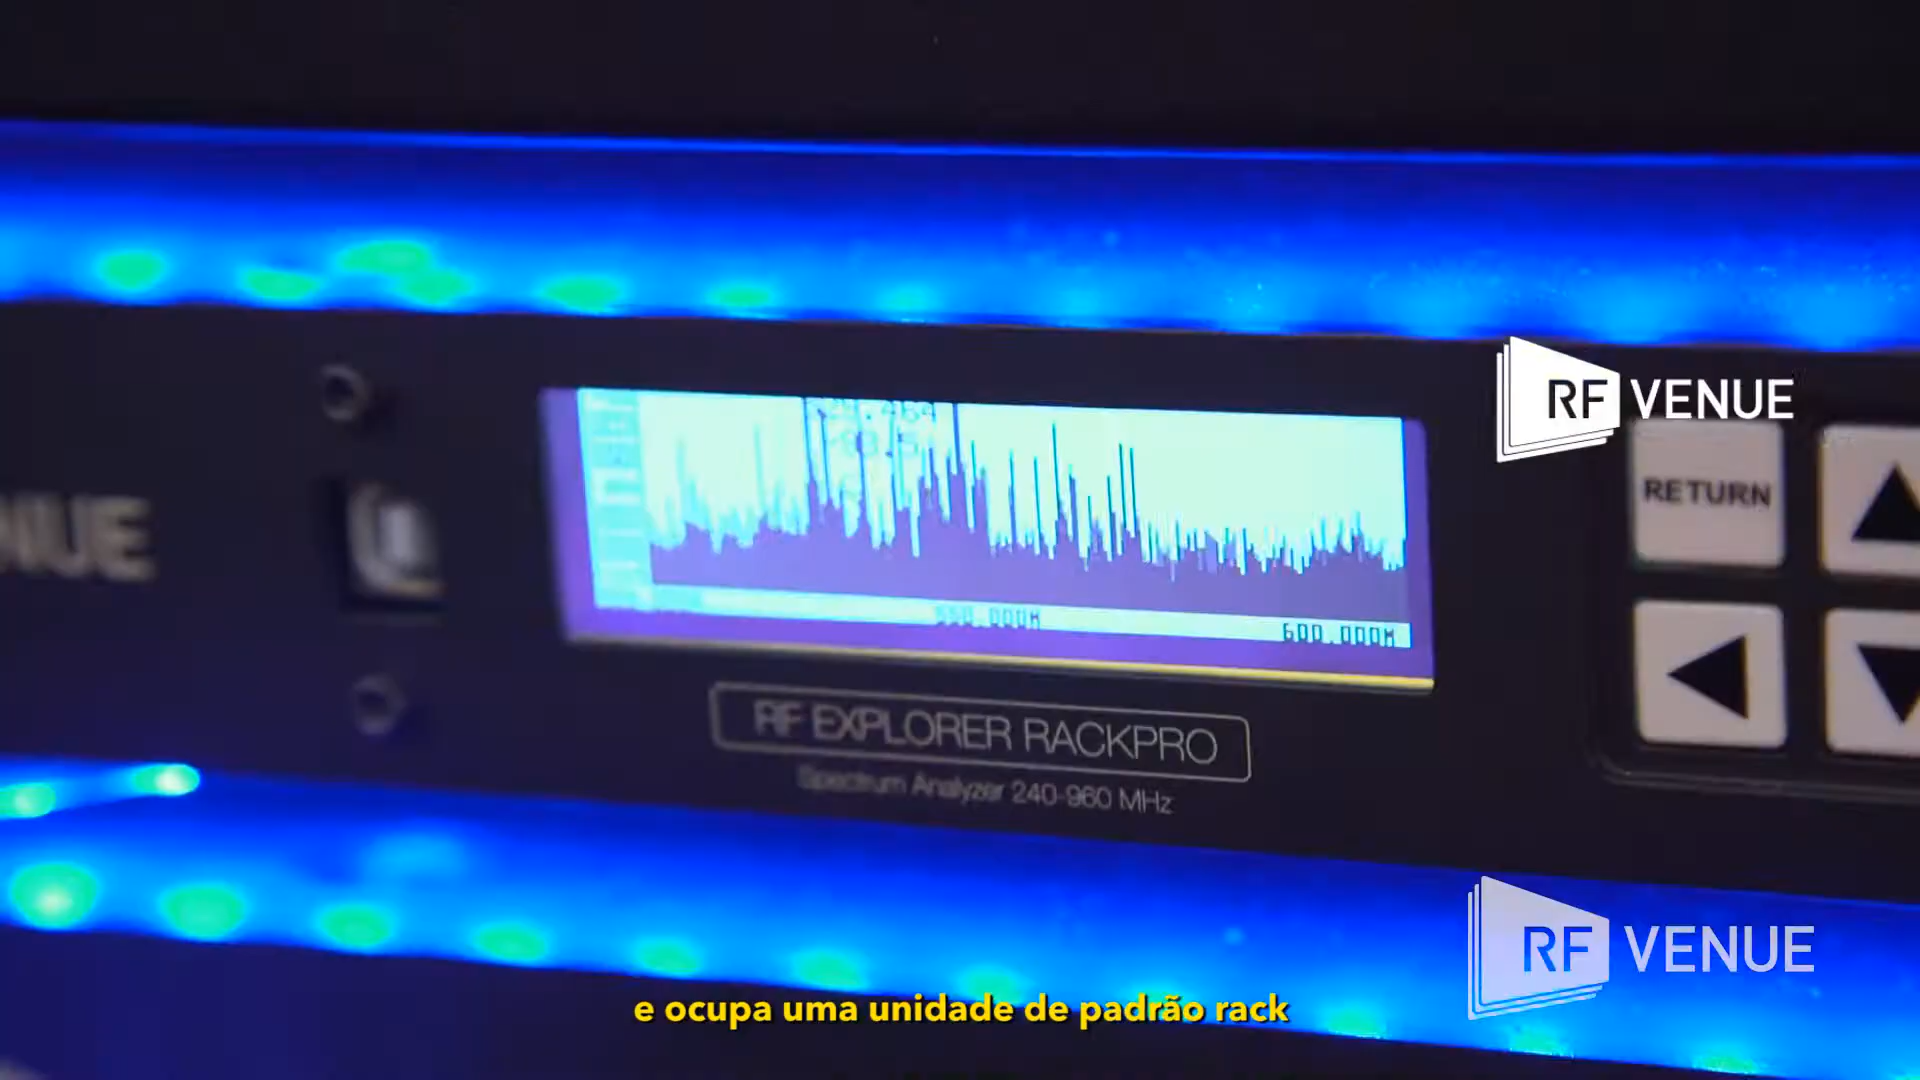 RF VENUE
RETURN
600.000M
RF EXPLORER RACKPRO
Spectrum Analyzer 240-960 MHz
RF VENUE
e ocupa uma unidade de padrão rack